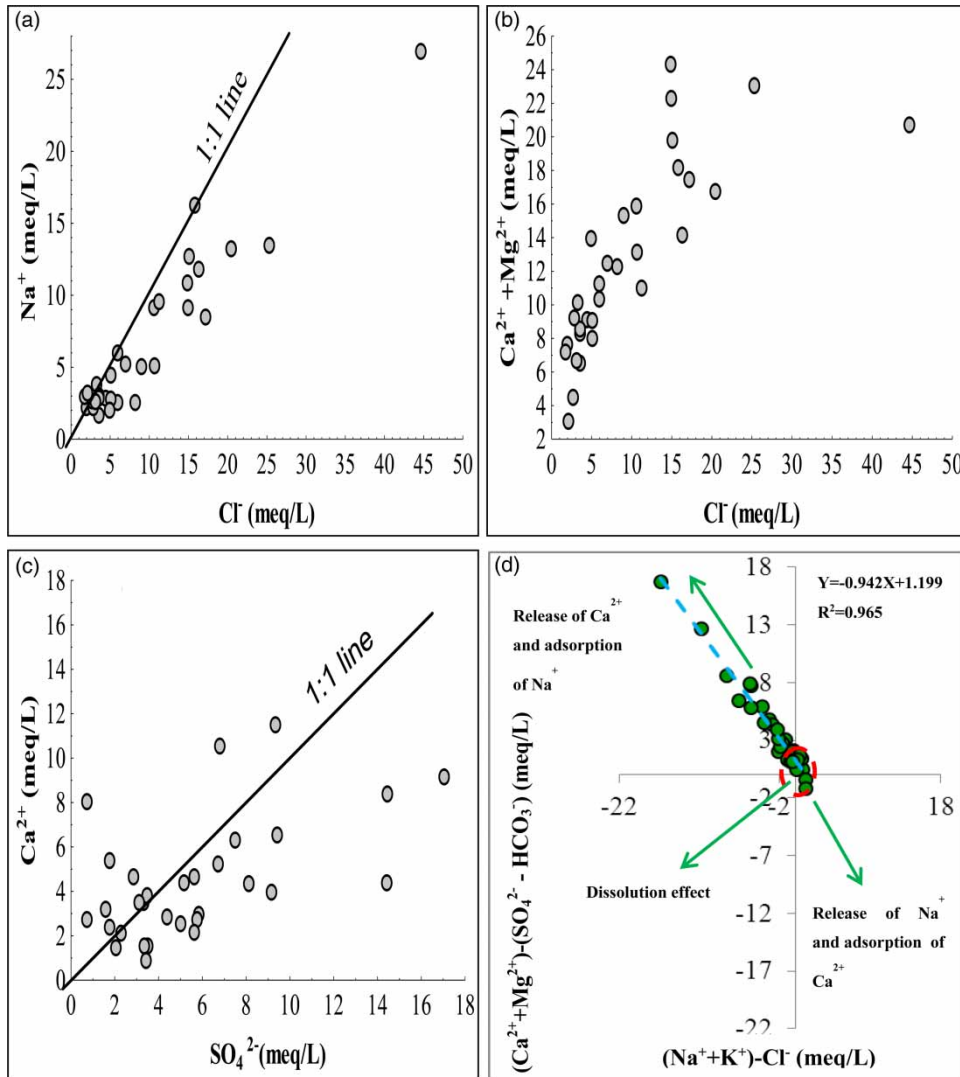 (a)
Na⁺ (meq/L)
25
20
15
10
5
0
1:1 line
0 5 10 15 20 25 30 35 40 45 50
Cl⁻ (meq/L)
(b)
Ca²⁺ +Mg²⁺ (meq/L)
26
24
22
20
18
16
14
12
10
8
6
4
2
0 5 10 15 20 25 30 35 40 45 50
Cl⁻ (meq/L)
(c)
Ca²⁺ (meq/L)
18
16
14
12
10
8
6
4
2
0
1:1 line
0 2 4 6 8 10 12 14 16 18
SO₄²⁻(meq/L)
(d)
((Ca²⁺+Mg²⁺)-(SO₄²⁻ - HCO₃⁻) (meq/L)
18
13
8
3
-2
-7
-12
-17
-22
Y=-0.942X+1.199
R²=0.965
Release of Ca²⁺
and adsorption
of Na⁺
-22 -2 18
Dissolution effect
Release of Na⁺
and adsorption of
Ca²⁺
(Na⁺+K⁺)-Cl⁻ (meq/L)